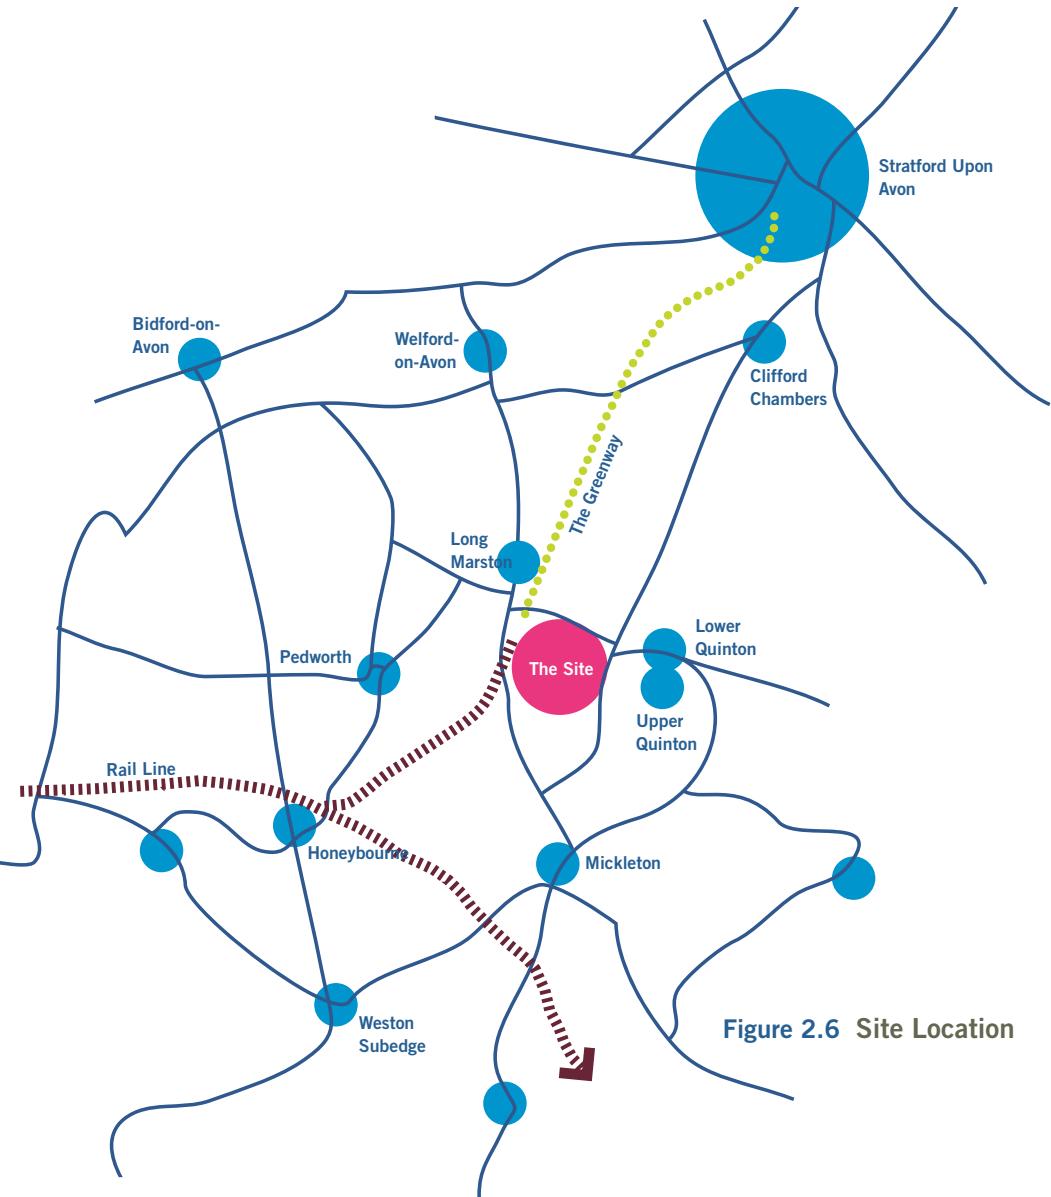 Stratford Upon
Avon
Bidford-on-
Avon
Welford-
on-Avon
Clifford
Chambers
The Greenway
Long
Marston
Lower
Quinton
Pedworth
The Site
Upper
Quinton
Rail Line
Honeybourne
Mickleton
Weston
Subedge
Figure 2.6 Site Location